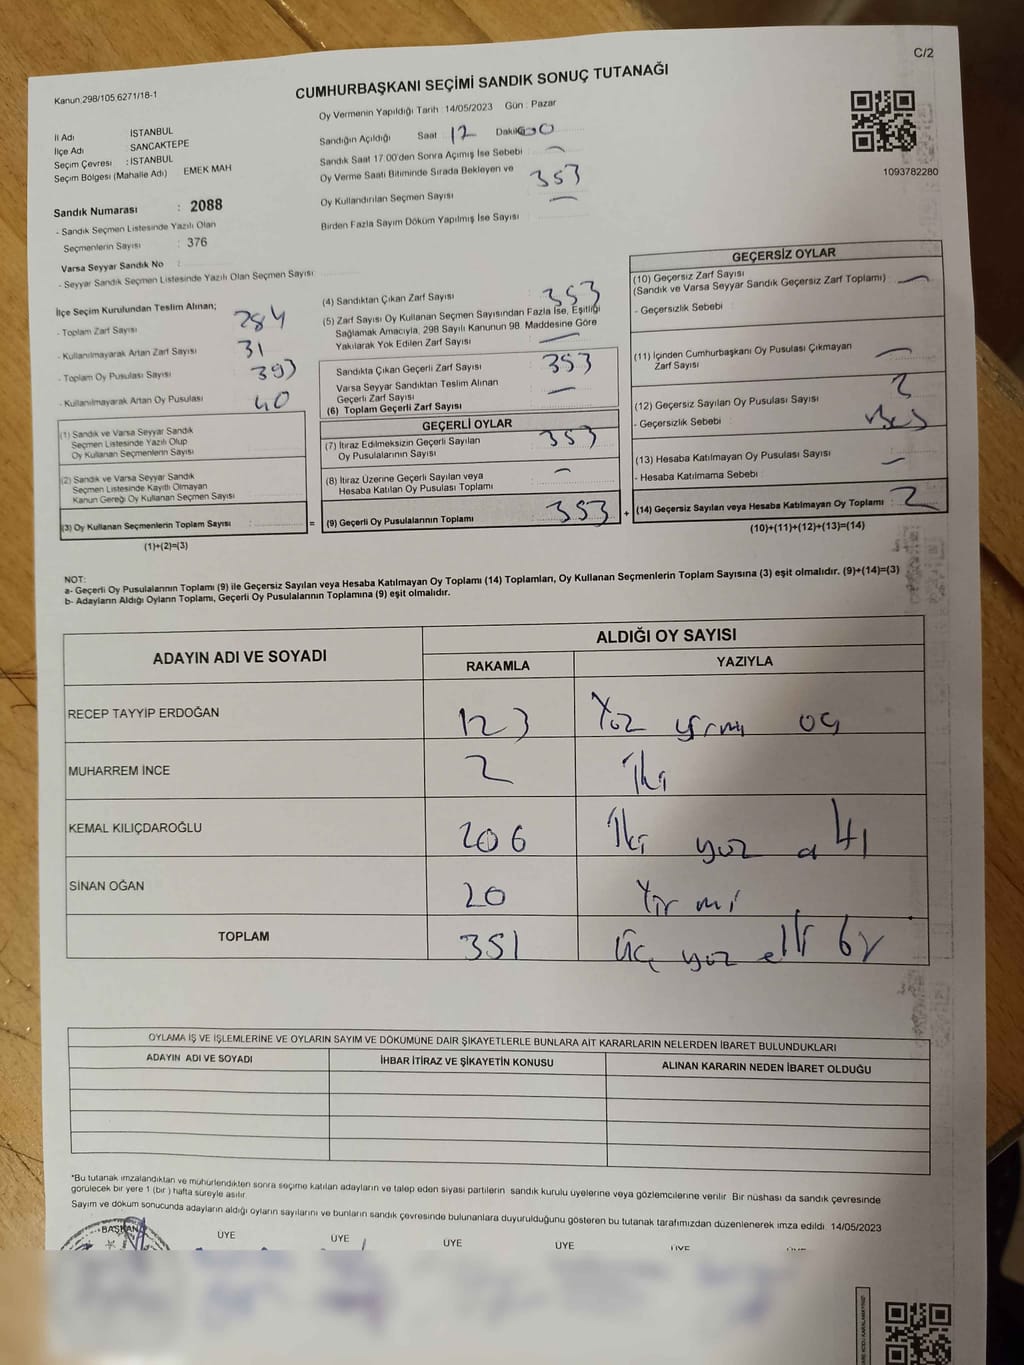 C/2
Kanun:298/105,6271/18-1
CUMHURBAŞKANI SEÇİMİ SANDIK SONUÇ TUTANAĞI
Oy Vermenin Yapıldığı Tarih : 14/05/2023 Gün : Pazar
İl Adı İSTANBUL
İlçe Adı : SANCAKTEPE
Seçim Çevresi : İSTANBUL
Seçim Bölgesi (Mahalle Adı) EMEK MAH
Sandık Numarası : 2088
- Sandık Seçmen Listesinde Yazılı Olan
Seçmenlerin Sayısı : 376
Varsa Seyyar Sandık No :
- Seyyar Sandık Seçmen Listesinde Yazılı Olan Seçmen Sayısı:
Sandığın Açıldığı Saat 12 Dakika
Sandık Saat 17.00'den Sonra Açımış İse Sebebi
Oy Verme Saati Bitiminde Sırada Bekleyen ve 353
Oy Kullandırılan Seçmen Sayısı
Birden Fazla Sayım Döküm Yapılmış İse Sayısı
1093782280
İlçe Seçim Kurulundan Teslim Alınan;
- Toplam Zarf Sayısı 284
- Kullanılmayarak Artan Zarf Sayısı 31
- Toplam Oy Pusulası Sayısı 393
- Kullanılmayarak Artan Oy Pusulası 40
(1) Sandık ve Varsa Seyyar Sandık
Seçmen Listesinde Yazılı Olup
Oy Kullanan Seçmenlerin Sayısı
(2) Sandık ve Varsa Seyyar Sandık
Seçmen Listesinde Kayıtlı Olmayan
Kanun Gereği Oy Kullanan Seçmen Sayısı
(3) Oy Kullanan Seçmenlerin Toplam Sayısı =
(1)+(2)=(3)
(4) Sandıktan Çıkan Zarf Sayısı 353
(5) Zarf Sayısı Oy Kullanan Seçmen Sayısından Fazla İse, Eşitliği
Sağlamak Amacıyla, 298 Sayılı Kanunun 98. Maddesine Göre
Yakılarak Yok Edilen Zarf Sayısı
Sandıkta Çıkan Geçerli Zarf Sayısı 353
Varsa Seyyar Sandıktan Teslim Alınan
Geçerli Zarf Sayısı
(6) Toplam Geçerli Zarf Sayısı
GEÇERLİ OYLAR
(7) İtiraz Edilmeksizin Geçerli Sayılan 353
Oy Pusulalarının Sayısı
(8) İtiraz Üzerine Geçerli Sayılan veya
Hesaba Katılan Oy Pusulası Toplamı
(9) Geçerli Oy Pusulalarının Toplamı 353 +
GEÇERSİZ OYLAR
(10) Geçersiz Zarf Sayısı
(Sandık ve Varsa Seyyar Sandık Geçersiz Zarf Toplamı)
- Geçersizlik Sebebi
(11) İçinden Cumhurbaşkanı Oy Pusulası Çıkmayan
Zarf Sayısı
(12) Geçersiz Sayılan Oy Pusulası Sayısı 2
- Geçersizlik Sebebi
(13) Hesaba Katılmayan Oy Pusulası Sayısı
- Hesaba Katılmama Sebebi
(14) Geçersiz Sayılan veya Hesaba Katılmayan Oy Toplamı : 2
(10)+(11)+(12)+(13)=(14)
NOT:
a- Geçerli Oy Pusulalarının Toplamı (9) ile Geçersiz Sayılan veya Hesaba Katılmayan Oy Toplamı (14) Toplamları, Oy Kullanan Seçmenlerin Toplam Sayısına (3) eşit olmalıdır. (9)+(14)=(3)
b- Adayların Aldığı Oyların Toplamı, Geçerli Oy Pusulalarının Toplamına (9) eşit olmalıdır.
ADAYIN ADI VE SOYADI ALDIĞI OY SAYISI
RAKAMLA YAZIYLA
RECEP TAYYİP ERDOĞAN 123 Yüz yirmi üç
MUHARREM İNCE 2 İki
KEMAL KILIÇDAROĞLU 206 İki yüz altı
SİNAN OĞAN 20 Yirmi
TOPLAM 351 Üç yüz elli bir
OYLAMA İŞ VE İŞLEMLERİNE VE OYLARIN SAYIM VE DÖKÜMÜNE DAİR ŞİKAYETLERLE BUNLARA AİT KARARLARIN NELERDEN İBARET BULUNDUKLARI
ADAYIN ADI VE SOYADI İHBAR İTİRAZ VE ŞİKAYETİN KONUSU ALINAN KARARIN NEDEN İBARET OLDUĞU
*Bu tutanak imzalandıktan ve mühürlendikten sonra seçime katılan adayların ve talep eden siyasi partilerin sandık kurulu üyelerine veya gözlemcilerine verilir. Bir nüshası da sandık çevresinde
görülecek bir yere 1 (bir ) hafta süreyle asılır.
Sayım ve döküm sonucunda adayların aldığı oyların sayılarını ve bunların sandık çevresinde bulunanlara duyurulduğunu gösteren bu tutanak tarafımızdan düzenlenerek imza edildi. 14/05/2023
BAŞKAN ÜYE ÜYE ÜYE ÜYE ÜYE